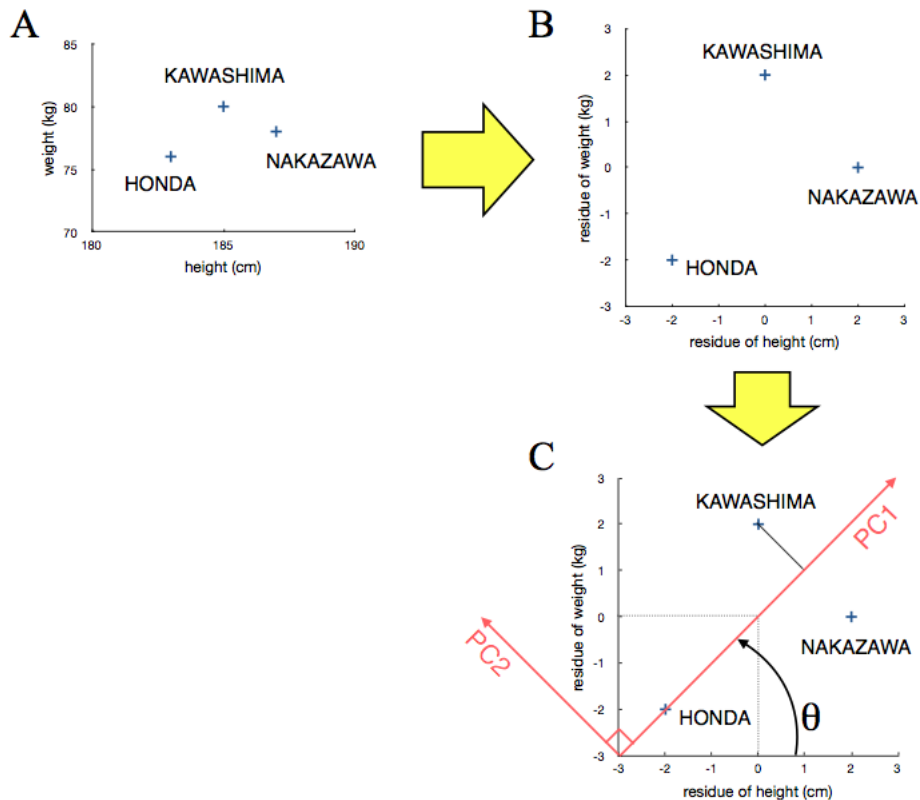 A
85
80
75
70
weight (kg)
KAWASHIMA
NAKAZAWA
HONDA
180
185
190
height (cm)
B
3
2
1
0
-1
-2
-3
residue of weight (kg)
KAWASHIMA
NAKAZAWA
HONDA
-3
-2
-1
0
1
2
3
residue of height (cm)
C
3
2
1
0
-1
-2
-3
residue of weight (kg)
KAWASHIMA
PC1
NAKAZAWA
PC2
HONDA
θ
-3
-2
-1
0
1
2
3
residue of height (cm)